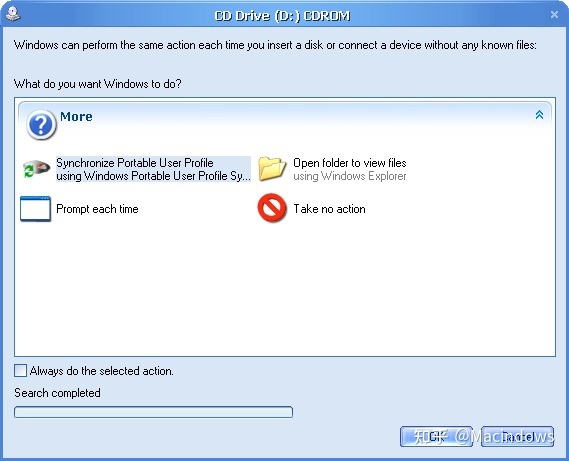 CD Drive (D:) CDROM
Windows can perform the same action each time you insert a disk or connect a device without any known files:
What do you want Windows to do?
More
Synchronize Portable User Profile
using Windows Portable User Profile Sy...
Open folder to view files
using Windows Explorer
Prompt each time
Take no action
Always do the selected action.
Search completed
OK
Cancel
知乎 @MacIndows